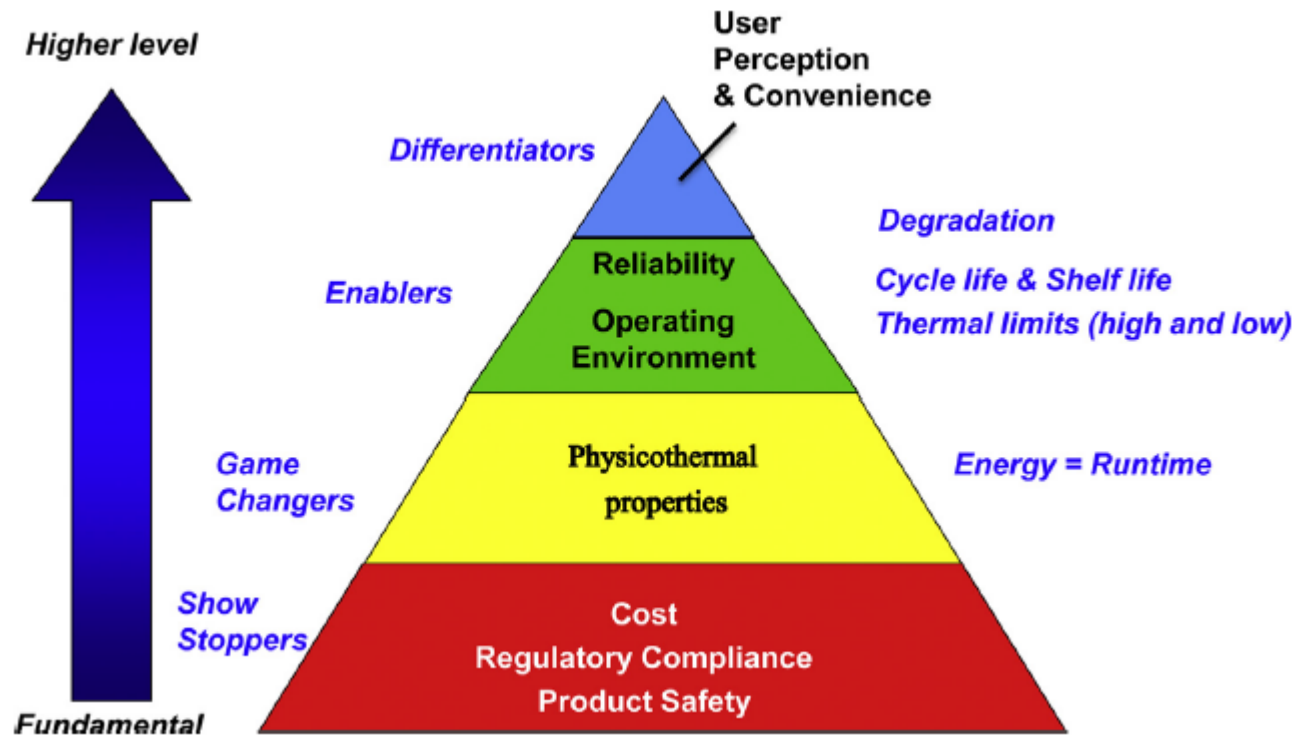 Higher level
User
Perception
& Convenience
Differentiators
Degradation
Reliability
Enablers
Cycle life & Shelf life
Operating
Environment
Thermal limits (high and low)
Game
Changers
Physicothermal
properties
Energy = Runtime
Show
Stoppers
Cost
Regulatory Compliance
Product Safety
Fundamental